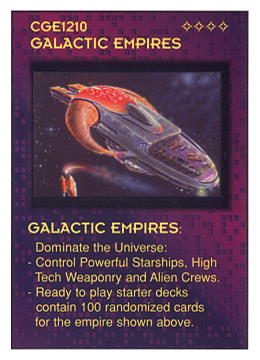 CGE1210
GALACTIC EMPIRES
GALACTIC EMPIRES:
Dominate the Universe:
- Control Powerful Starships, High
Tech Weaponry and Alien Crews.
- Ready to play starter decks
contain 100 randomized cards
for the empire shown above.